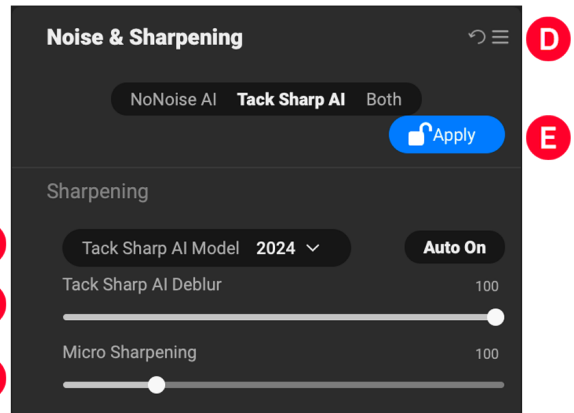 Noise & Sharpening
D
NoNoise AI Tack Sharp AI Both
Apply
E
Sharpening
Tack Sharp AI Model 2024 Auto On
Tack Sharp AI Deblur 100
Micro Sharpening 100